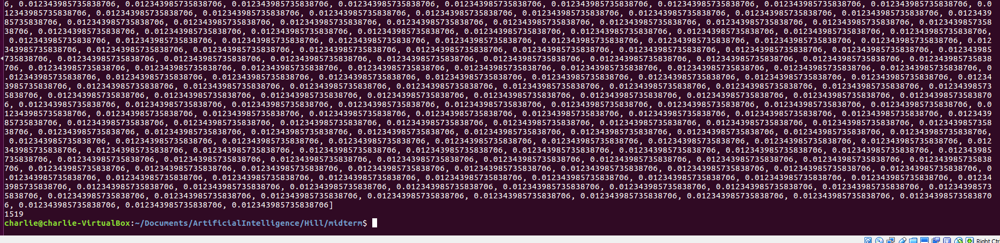 6, 0.012343985735838706, 0.012343985735838706, 0.012343985735838706, 0.012343985735838706, 0.012343985735838706, 0.012343985735838706, 0.012343985735838706, 0.012343985735838706, 0.012343985735838706, 0.0
12343985735838706, 0.012343985735838706, 0.012343985735838706, 0.012343985735838706, 0.012343985735838706, 0.012343985735838706, 0.012343985735838706, 0.012343985735838706, 0.012343985735838706, 0.0123439
85735838706, 0.012343985735838706, 0.012343985735838706, 0.012343985735838706, 0.012343985735838706, 0.012343985735838706, 0.012343985735838706, 0.012343985735838706, 0.012343985735838706, 0.0123439857358
38706, 0.012343985735838706, 0.012343985735838706, 0.012343985735838706, 0.012343985735838706, 0.012343985735838706, 0.012343985735838706, 0.012343985735838706, 0.012343985735838706, 0.012343985735838706,
 0.012343985735838706, 0.012343985735838706, 0.012343985735838706, 0.012343985735838706, 0.012343985735838706, 0.012343985735838706, 0.012343985735838706, 0.012343985735838706, 0.012343985735838706, 0.012
343985735838706, 0.012343985735838706, 0.012343985735838706, 0.012343985735838706, 0.012343985735838706, 0.012343985735838706, 0.012343985735838706, 0.012343985735838706, 0.012343985735838706, 0.012343985
735838706, 0.012343985735838706, 0.012343985735838706, 0.012343985735838706, 0.012343985735838706, 0.012343985735838706, 0.012343985735838706, 0.012343985735838706, 0.012343985735838706, 0.012343985735838
706, 0.012343985735838706, 0.012343985735838706, 0.012343985735838706, 0.012343985735838706, 0.012343985735838706, 0.012343985735838706, 0.012343985735838706, 0.012343985735838706, 0.012343985735838706, 0
.012343985735838706, 0.012343985735838706, 0.012343985735838706, 0.012343985735838706, 0.012343985735838706, 0.012343985735838706, 0.012343985735838706, 0.012343985735838706, 0.012343985735838706, 0.01234
3985735838706, 0.012343985735838706, 0.012343985735838706, 0.012343985735838706, 0.012343985735838706, 0.012343985735838706, 0.012343985735838706, 0.012343985735838706, 0.012343985735838706, 0.01234398573
5838706, 0.012343985735838706, 0.012343985735838706, 0.012343985735838706, 0.012343985735838706, 0.012343985735838706, 0.012343985735838706, 0.012343985735838706, 0.012343985735838706, 0.01234398573583870
6, 0.012343985735838706, 0.012343985735838706, 0.012343985735838706, 0.012343985735838706, 0.012343985735838706, 0.012343985735838706, 0.012343985735838706, 0.012343985735838706, 0.012343985735838706, 0.0
12343985735838706, 0.012343985735838706, 0.012343985735838706, 0.012343985735838706, 0.012343985735838706, 0.012343985735838706, 0.012343985735838706, 0.012343985735838706, 0.012343985735838706, 0.0123439
85735838706, 0.012343985735838706, 0.012343985735838706, 0.012343985735838706, 0.012343985735838706, 0.012343985735838706, 0.012343985735838706, 0.012343985735838706, 0.012343985735838706, 0.0123439857358
38706, 0.012343985735838706, 0.012343985735838706, 0.012343985735838706, 0.012343985735838706, 0.012343985735838706, 0.012343985735838706, 0.012343985735838706, 0.012343985735838706, 0.012343985735838706,
 0.012343985735838706, 0.012343985735838706, 0.012343985735838706, 0.012343985735838706, 0.012343985735838706, 0.012343985735838706, 0.012343985735838706, 0.012343985735838706, 0.012343985735838706, 0.012
343985735838706, 0.012343985735838706, 0.012343985735838706, 0.012343985735838706, 0.012343985735838706, 0.012343985735838706, 0.012343985735838706, 0.012343985735838706, 0.012343985735838706, 0.012343985
735838706, 0.012343985735838706, 0.012343985735838706, 0.012343985735838706, 0.012343985735838706, 0.012343985735838706, 0.012343985735838706, 0.012343985735838706, 0.012343985735838706, 0.012343985735838
706, 0.012343985735838706, 0.012343985735838706, 0.012343985735838706, 0.012343985735838706, 0.012343985735838706, 0.012343985735838706, 0.012343985735838706, 0.012343985735838706, 0.012343985735838706, 0
.012343985735838706, 0.012343985735838706, 0.012343985735838706, 0.012343985735838706, 0.012343985735838706, 0.012343985735838706, 0.012343985735838706, 0.012343985735838706, 0.012343985735838706, 0.01234
3985735838706, 0.012343985735838706, 0.012343985735838706, 0.012343985735838706, 0.012343985735838706, 0.012343985735838706, 0.012343985735838706, 0.012343985735838706, 0.012343985735838706, 0.01234398573
5838706, 0.012343985735838706, 0.012343985735838706, 0.012343985735838706, 0.012343985735838706, 0.012343985735838706, 0.012343985735838706, 0.012343985735838706, 0.012343985735838706, 0.01234398573583870
6, 0.012343985735838706, 0.012343985735838706, 0.012343985735838706]
1519
charlie@charlie-VirtualBox:~/Documents/ArtificialIntelligence/Hill/midterm$
Right Ctr